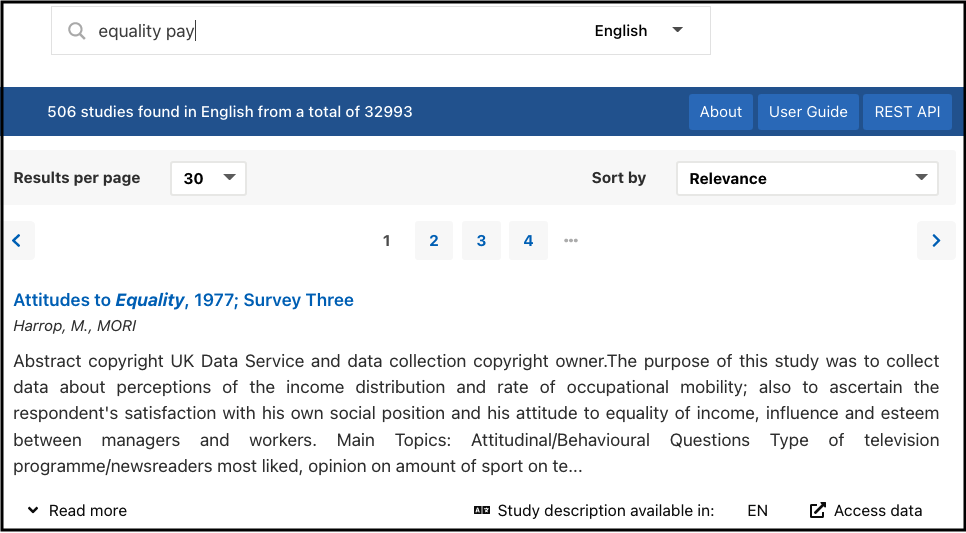 equality pay English
506 studies found in English from a total of 32993 About User Guide REST API
Results per page 30 Sort by Relevance
1 2 3 4 ...
Attitudes to Equality, 1977; Survey Three
Harrop, M., MORI
Abstract copyright UK Data Service and data collection copyright owner.The purpose of this study was to collect
data about perceptions of the income distribution and rate of occupational mobility; also to ascertain the
respondent's satisfaction with his own social position and his attitude to equality of income, influence and esteem
between managers and workers. Main Topics: Attitudinal/Behavioural Questions Type of television
programme/newsreaders most liked, opinion on amount of sport on te...
Read more Study description available in: EN Access data